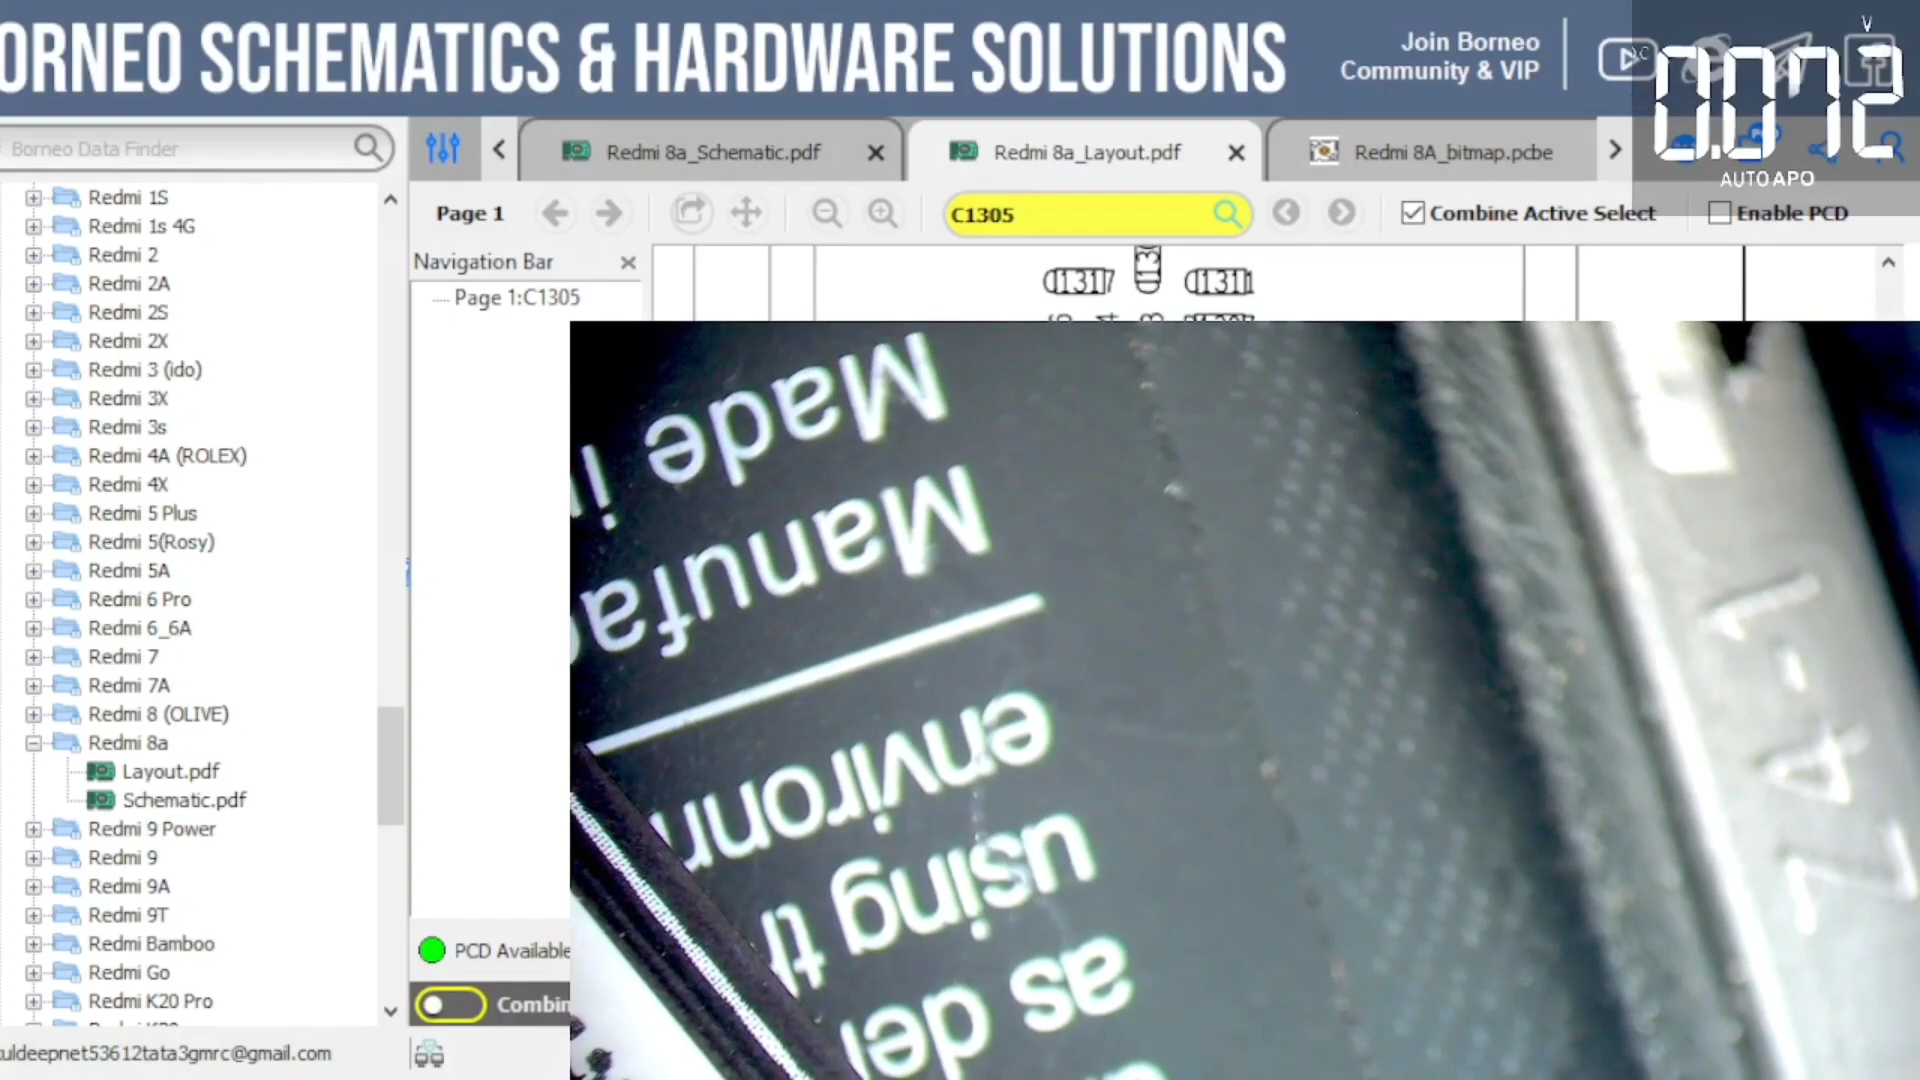 ORNEO SCHEMATICS & HARDWARE SOLUTIONS
Join Borneo
Community & VIP
V
AC
0.072
AUTO APO
Borneo Data Finder
Redmi 8a_Schematic.pdf
Redmi 8a_Layout.pdf
Redmi 8A_bitmap.pcbe
Page 1
C1305
Combine Active Select
Enable PCD
Navigation Bar
Page 1:C1305
Redmi 1S
Redmi 1s 4G
Redmi 2
Redmi 2A
Redmi 2S
Redmi 2X
Redmi 3 (ido)
Redmi 3X
Redmi 3s
Redmi 4A (ROLEX)
Redmi 4X
Redmi 5 Plus
Redmi 5(Rosy)
Redmi 5A
Redmi 6 Pro
Redmi 6_6A
Redmi 7
Redmi 7A
Redmi 8 (OLIVE)
Redmi 8a
Layout.pdf
Schematic.pdf
Redmi 9 Power
Redmi 9
Redmi 9A
Redmi 9T
Redmi Bamboo
Redmi Go
Redmi K20 Pro
PCD Available
Combin
uldeepnet53612tata3gmrc@gmail.com
C1317
C1311
Made i
Manufa
environ
using t
as de
ZA-1